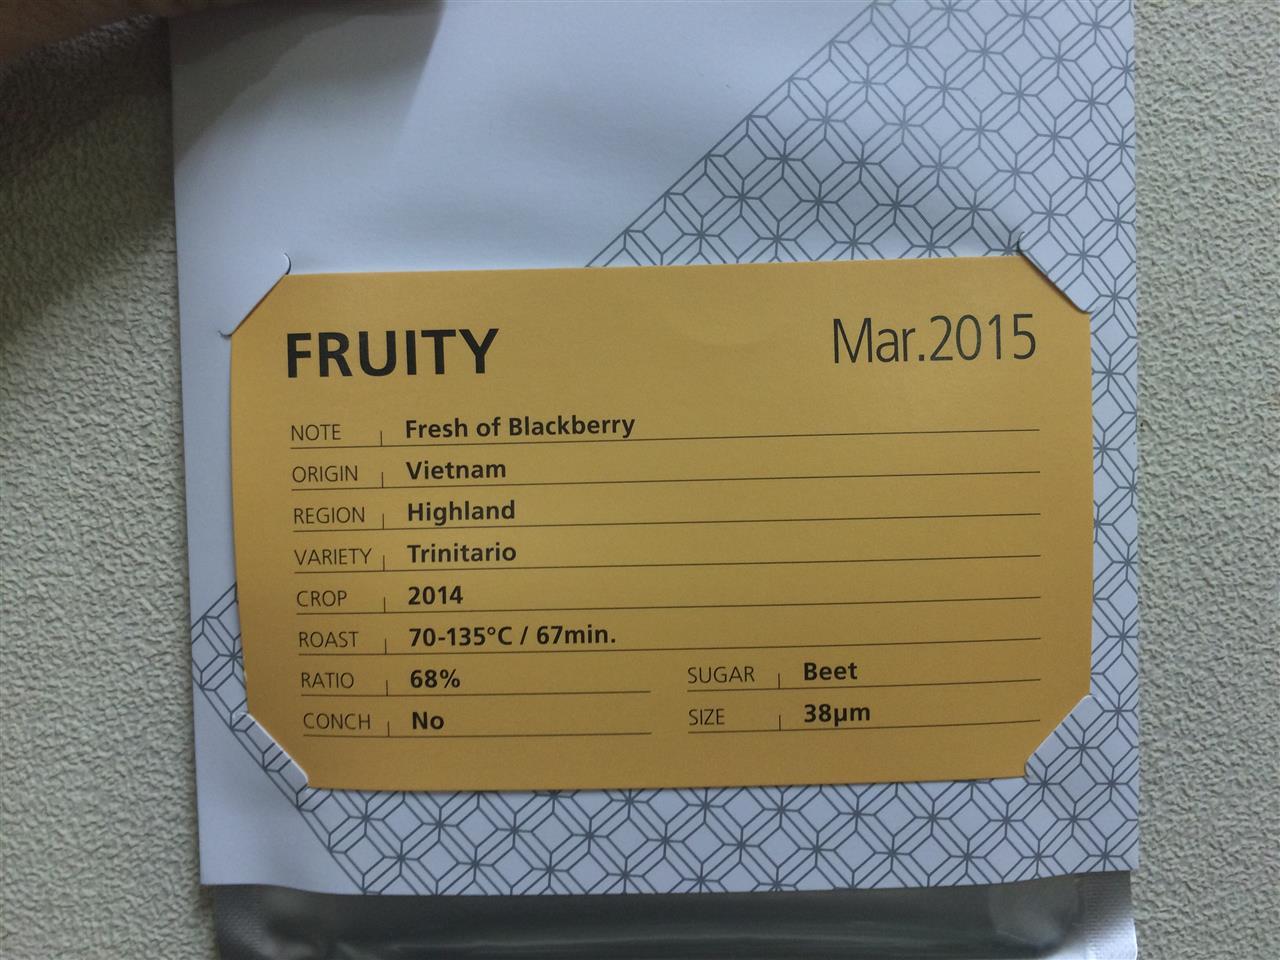 FRUITY Mar.2015
NOTE Fresh of Blackberry
ORIGIN Vietnam
REGION Highland
VARIETY Trinitario
CROP 2014
ROAST 70-135°C / 67min.
RATIO 68% SUGAR Beet
CONCH No SIZE 38μm